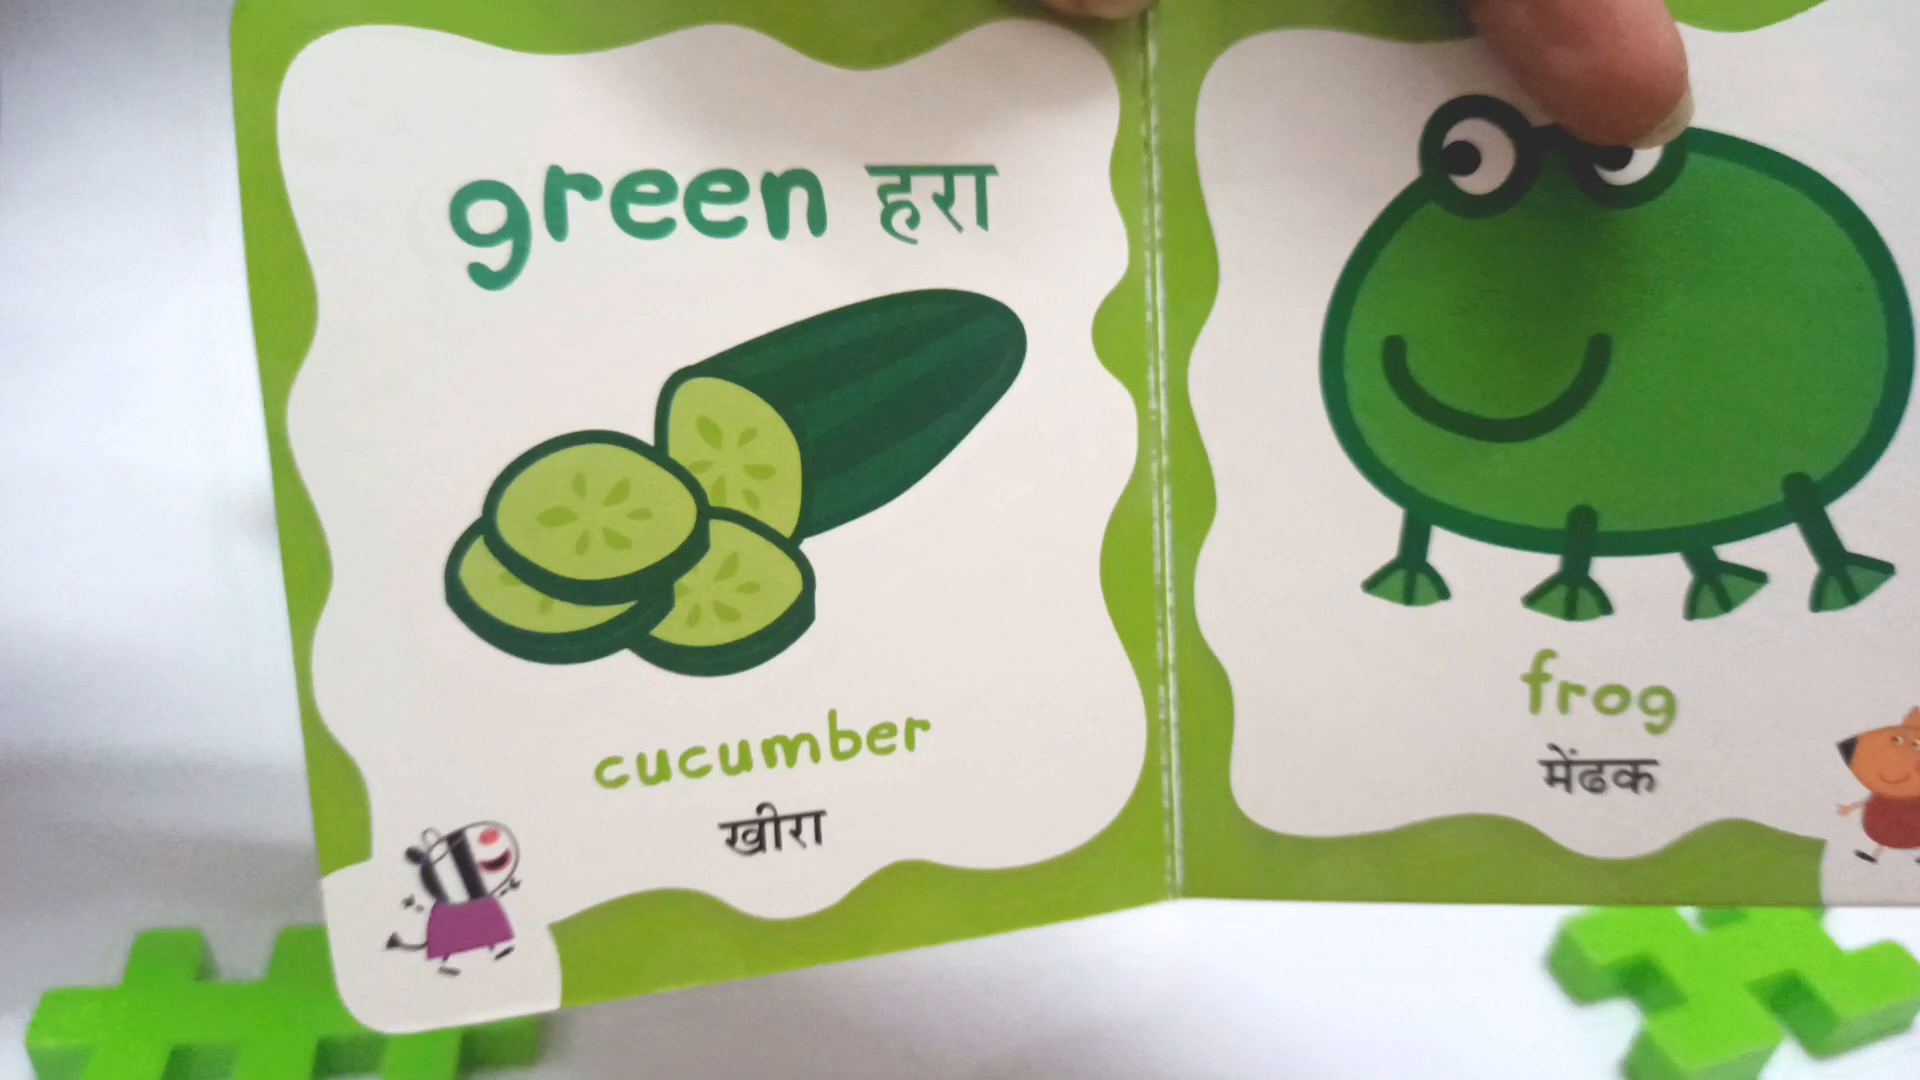 green हरा
cucumber
खीरा
frog
मेंढक